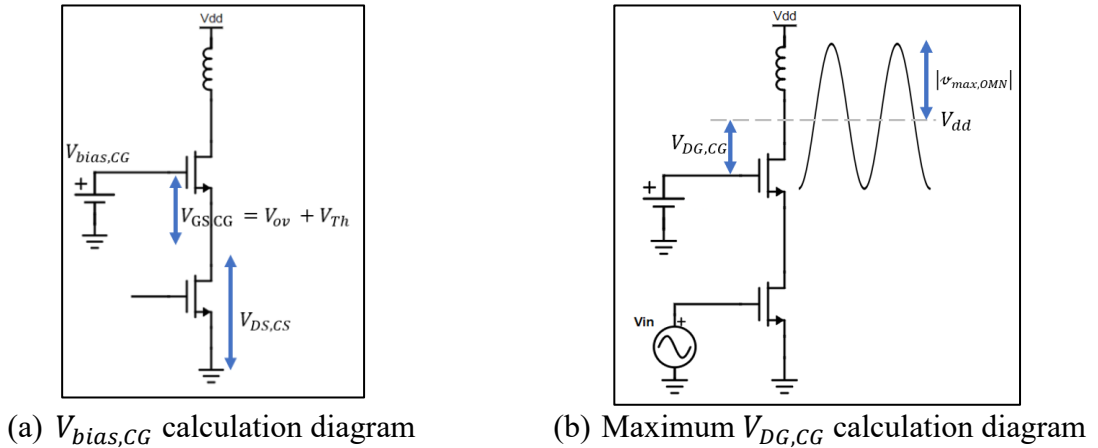 Vdd
V_{bias,CG}
+
V_{GS,CG} = V_{ov} + V_{Th}
V_{DS,CS}
(a) V_{bias,CG} calculation diagram
Vdd
|v_{max,OMN}|
V_{dd}
V_{DG,CG}
+
Vin +
(b) Maximum V_{DG,CG} calculation diagram